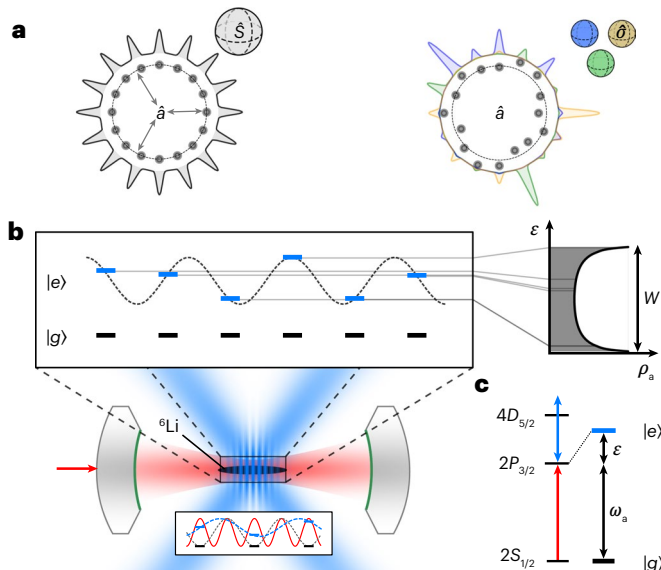 a
Ŝ
â
σ̂
â
b
ε
|e⟩
W
|g⟩
ρa
c
⁶Li
4D5/2
|e⟩
ε
2P3/2
ωa
2S1/2
|g⟩